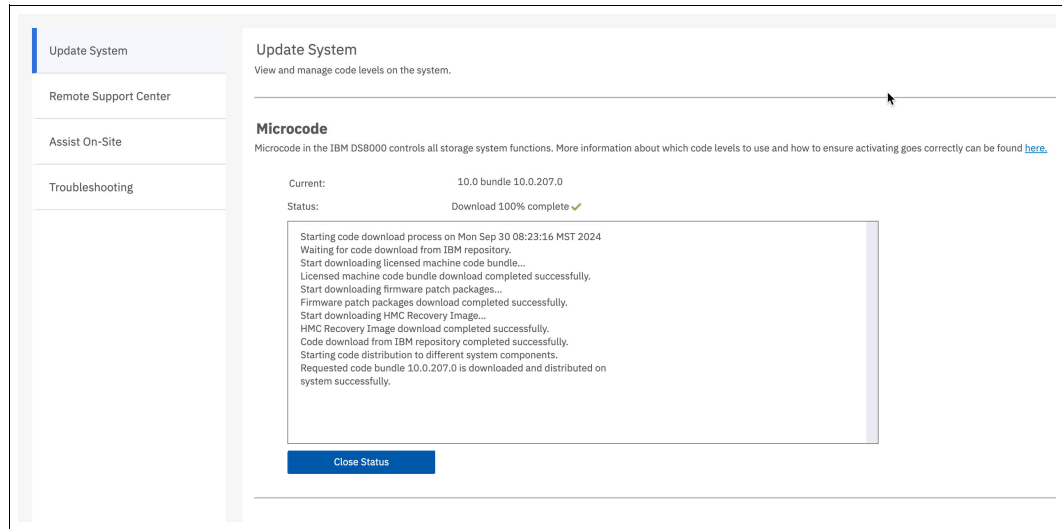 Update System
Remote Support Center
Assist On-Site
Troubleshooting
Update System
View and manage code levels on the system.
Microcode
Microcode in the IBM DS8000 controls all storage system functions. More information about which code levels to use and how to ensure activating goes correctly can be found here.
Current: 10.0 bundle 10.0.207.0
Status: Download 100% complete
Starting code download process on Mon Sep 30 08:23:16 MST 2024
Waiting for code download from IBM repository.
Start downloading licensed machine code bundle...
Licensed machine code bundle download completed successfully.
Start downloading firmware patch packages...
Firmware patch packages download completed successfully.
Start downloading HMC Recovery Image...
HMC Recovery Image download completed successfully.
Code download from IBM repository completed successfully.
Starting code distribution to different system components.
Requested code bundle 10.0.207.0 is downloaded and distributed on
system successfully.
Close Status